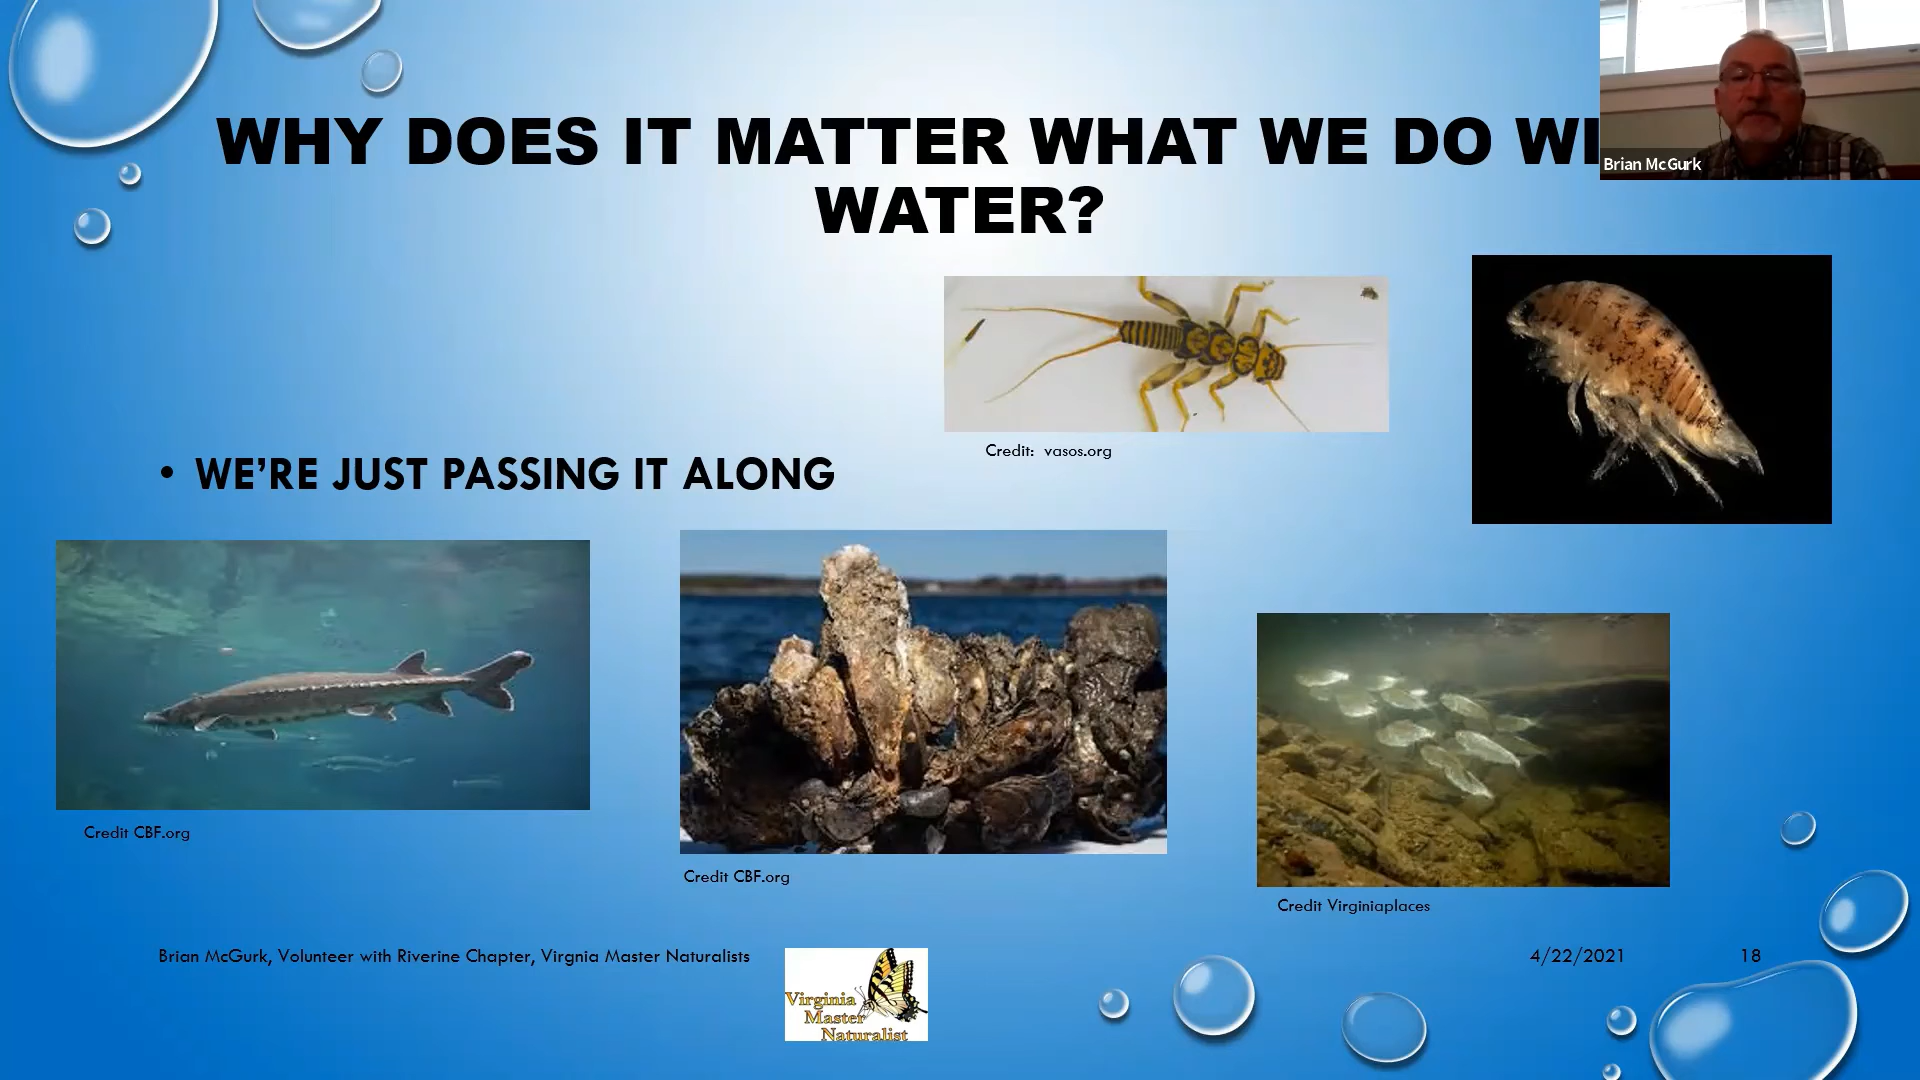 WHY DOES IT MATTER WHAT WE DO
WATER?
Brian McGurk
Credit: vasos.org
• WE'RE JUST PASSING IT ALONG
Credit CBF.org
Credit CBF.org
Credit Virginiaplaces
Brian McGurk, Volunteer with Riverine Chapter, Virgnia Master Naturalists
Virginia
Master
Naturalist
4/22/2021
18